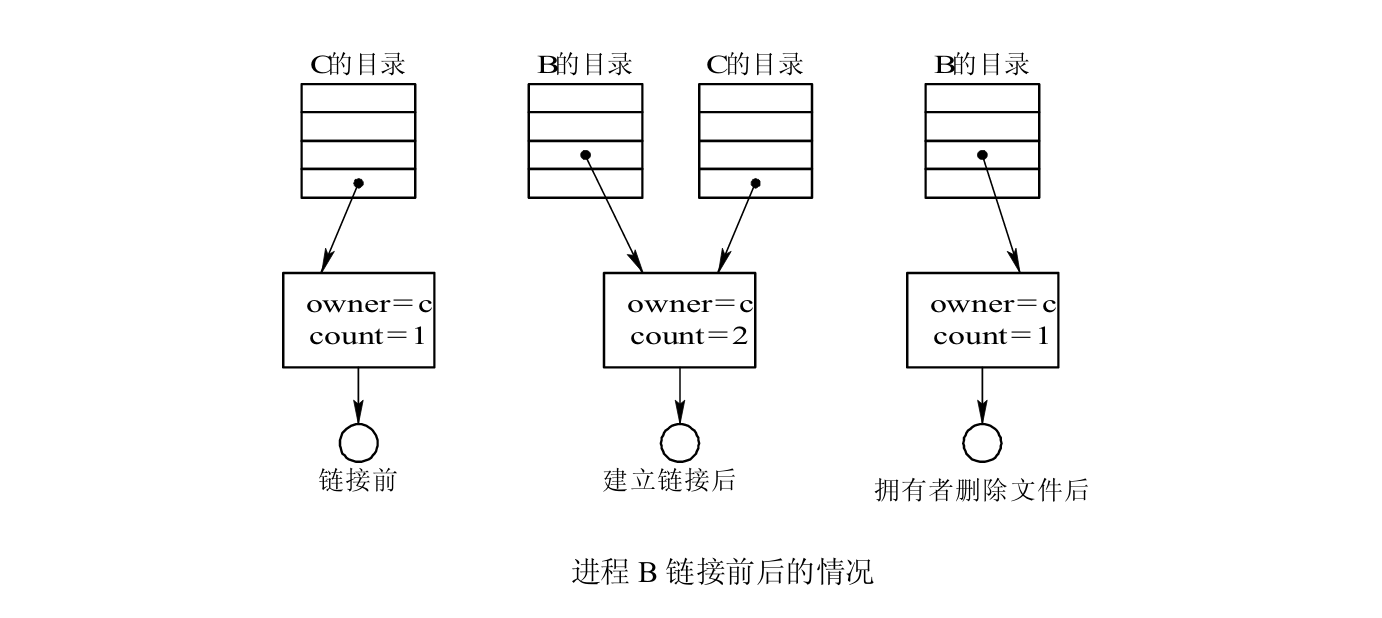 C的目录
B的目录
C的目录
B的目录
owner=c
count=1
owner=c
count=2
owner=c
count=1
链接前
建立链接后
拥有者删除文件后
进程 B 链接前后的情况